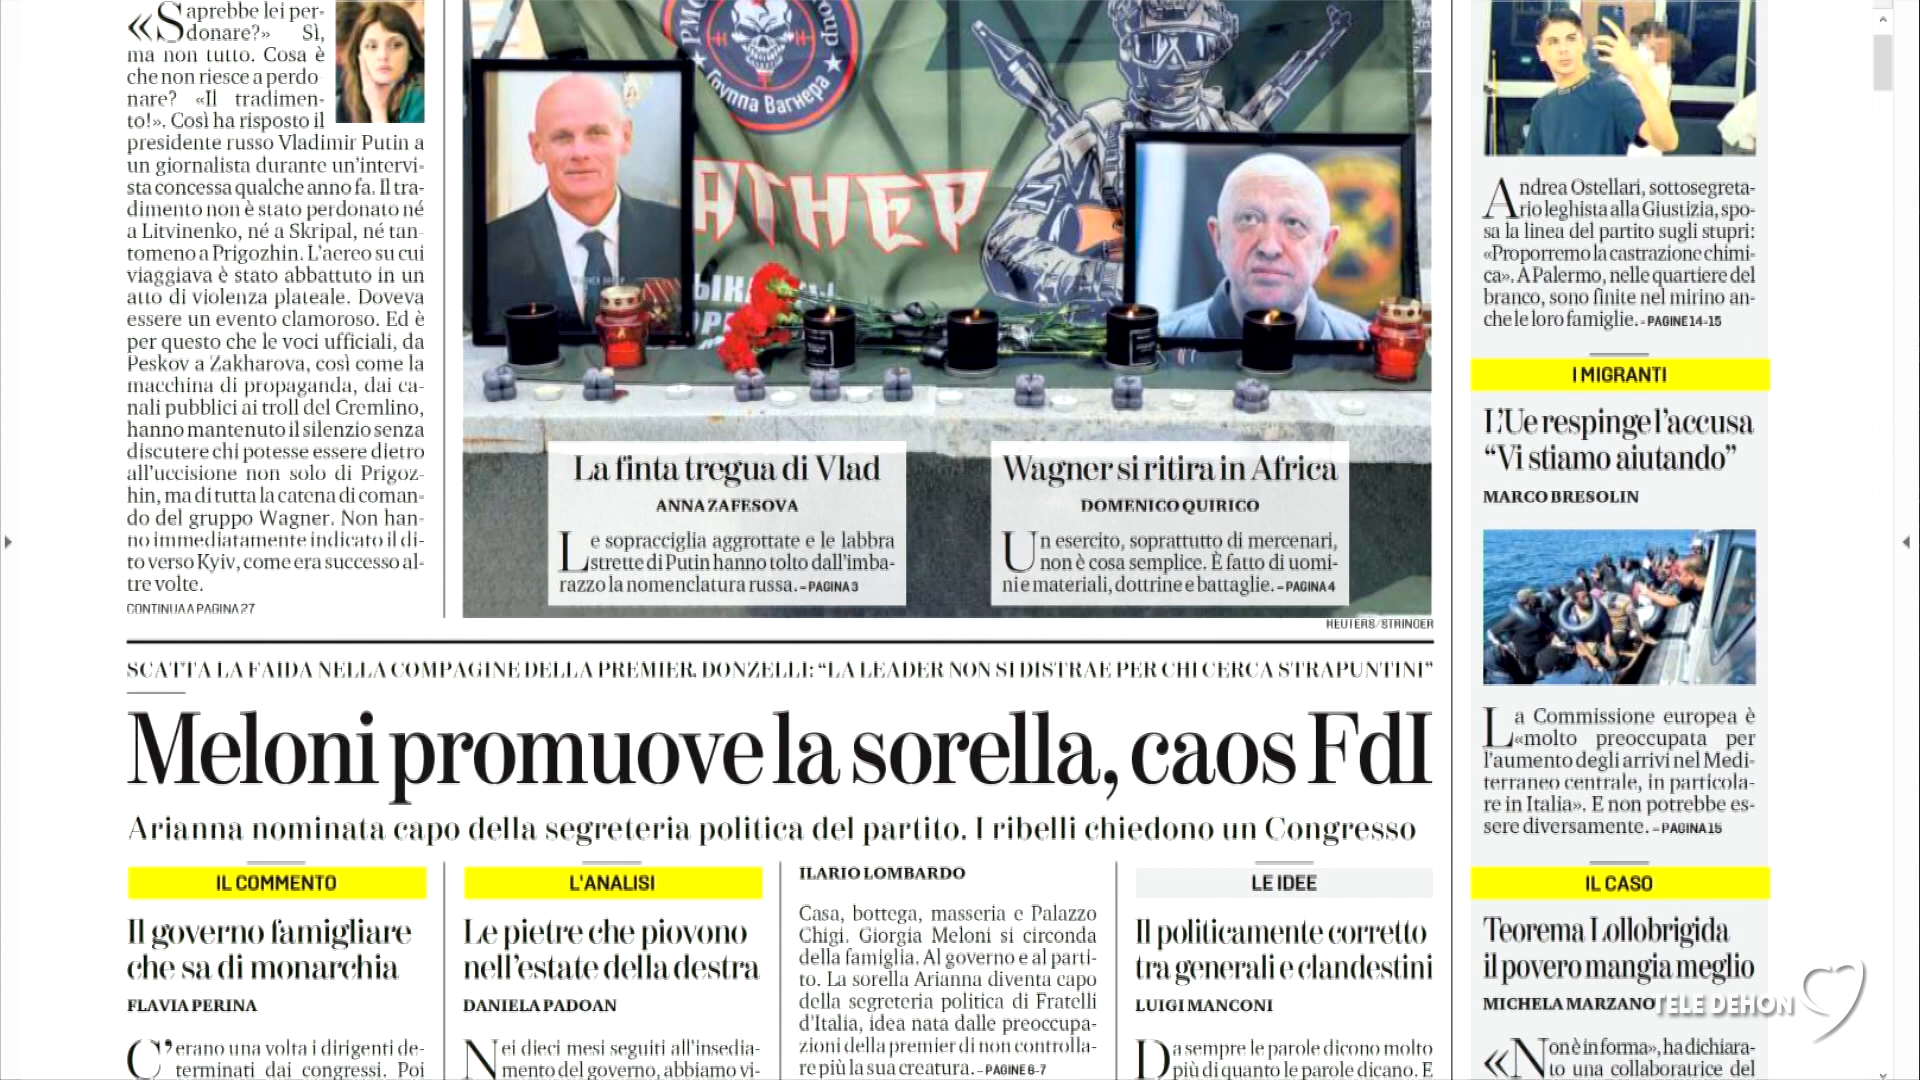 «Saprebbe lei per-
donare?» Sì,
ma non tutto. Cosa è
che non riesce a perdo-
nare? «Il tradimen-
to!». Così ha risposto il
presidente russo Vladimir Putin a
un giornalista durante un'intervi-
sta concessa qualche anno fa. Il tra-
dimento non è stato perdonato né
a Litvinenko, né a Skripal, né tan-
tomeno a Prigozhin. L'aereo su cui
viaggiava è stato abbattuto in un
atto di violenza plateale. Doveva
essere un evento clamoroso. Ed è
per questo che le voci ufficiali, da
Peskov a Zakharova, così come la
macchina di propaganda, dai ca-
nali pubblici ai troll del Cremlino,
hanno mantenuto il silenzio senza
discutere chi potesse essere dietro
all'uccisione non solo di Prigoz-
hin, ma di tutta la catena di coman-
do del gruppo Wagner. Non han-
no immediatamente indicato il di-
to verso Kyiv, come era successo al-
tre volte.
CONTINUA A PAGINA 27
Группа Вагнера
АГНЕР
La finta tregua di Vlad
ANNA ZAFESOVA
Le sopracciglia aggrottate e le labbra
strette di Putin hanno tolto dall'imba-
razzo la nomenclatura russa. – PAGINA 3
Wagner si ritira in Africa
DOMENICO QUIRICO
Un esercito, soprattutto di mercenari,
non è cosa semplice. È fatto di uomi-
ni e materiali, dottrine e battaglie. – PAGINA 4
REUTERS/STRINGER
SCATTA LA FAIDA NELLA COMPAGINE DELLA PREMIER. DONZELLI: "LA LEADER NON SI DISTRAE PER CHI CERCA STRAPUNTINI"
Meloni promuove la sorella, caos FdI
Arianna nominata capo della segreteria politica del partito. I ribelli chiedono un Congresso
IL COMMENTO
Il governo famigliare
che sa di monarchia
FLAVIA PERINA
C'erano una volta i dirigenti de-
terminati dai congressi. Poi
L'ANALISI
Le pietre che piovono
nell'estate della destra
DANIELA PADOAN
Nei dieci mesi seguiti all'insedia-
mento del governo, abbiamo vi-
ILARIO LOMBARDO
Casa, bottega, masseria e Palazzo
Chigi. Giorgia Meloni si circonda
della famiglia. Al governo e al parti-
to. La sorella Arianna diventa capo
della segreteria politica di Fratelli
d'Italia, idea nata dalle preoccupa-
zioni della premier di non controlla-
re più la sua creatura. – PAGINE 6-7
LE IDEE
Il politicamente corretto
tra generali e clandestini
LUIGI MANCONI
Da sempre le parole dicono molto
più di quanto le parole dicano. E
Andrea Ostellari, sottosegreta-
rio leghista alla Giustizia, spo-
sa la linea del partito sugli stupri:
«Proporremo la castrazione chimi-
ca». A Palermo, nelle quartiere del
branco, sono finite nel mirino an-
che le loro famiglie. – PAGINE 14-15
I MIGRANTI
L'Ue respinge l'accusa
"Vi stiamo aiutando"
MARCO BRESOLIN
La Commissione europea è
«molto preoccupata per
l'aumento degli arrivi nel Medi-
terraneo centrale, in particola-
re in Italia». E non potrebbe es-
sere diversamente. – PAGINA 15
IL CASO
Teorema Lollobrigida
il povero mangia meglio
MICHELA MARZANO
«Non è in forma», ha dichiara-
to una collaboratrice del
TELE DEHON